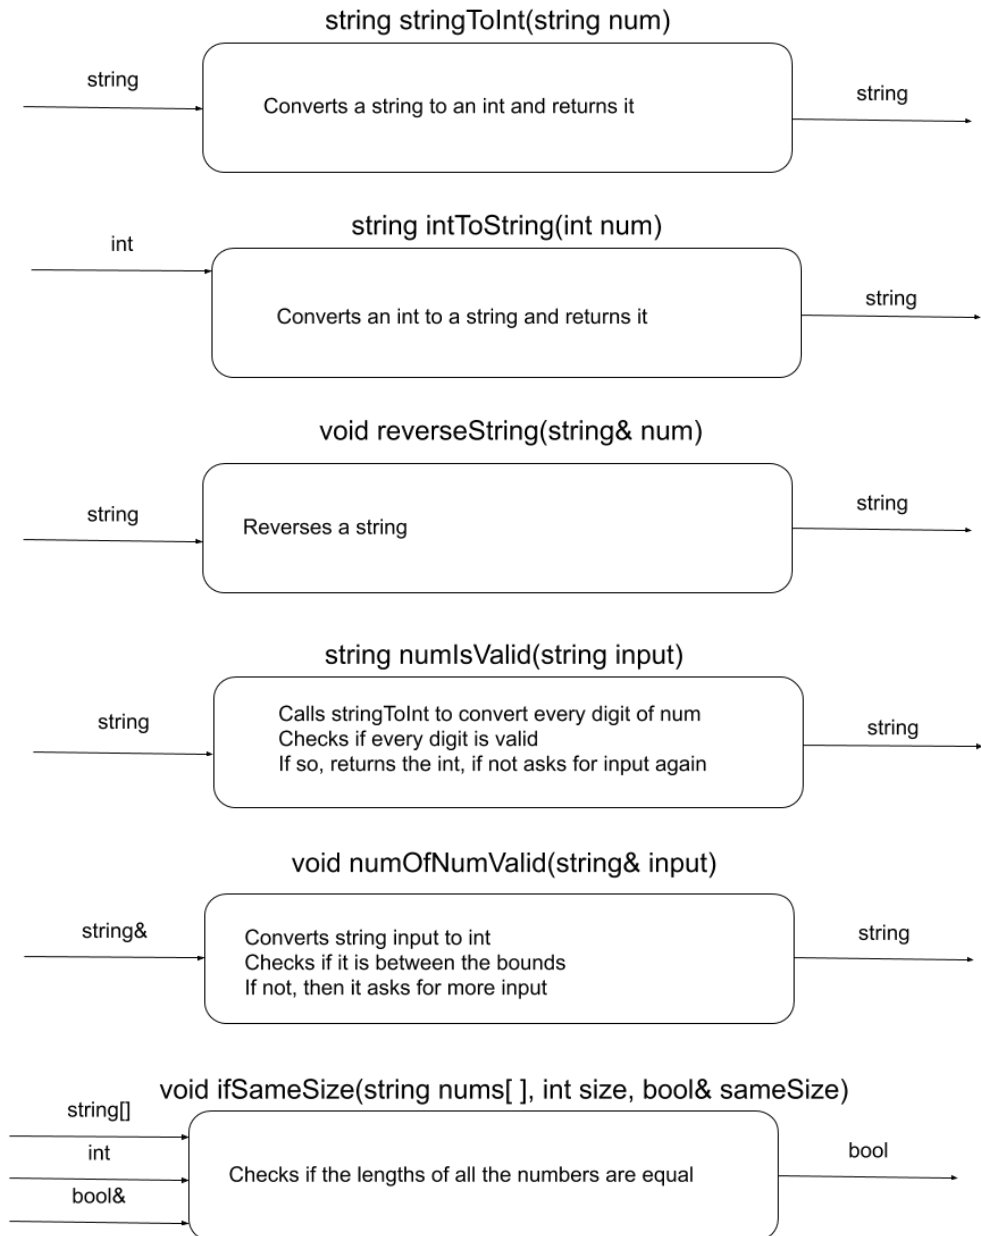 string stringToInt(string num)
string
Converts a string to an int and returns it
string
string intToString(int num)
int
Converts an int to a string and returns it
string
void reverseString(string& num)
string
Reverses a string
string
string numIsValid(string input)
string
Calls stringToInt to convert every digit of num
Checks if every digit is valid
If so, returns the int, if not asks for input again
string
void numOfNumValid(string& input)
string&
Converts string input to int
Checks if it is between the bounds
If not, then it asks for more input
string
void ifSameSize(string nums[ ], int size, bool& sameSize)
string[]
int
bool&
Checks if the lengths of all the numbers are equal
bool